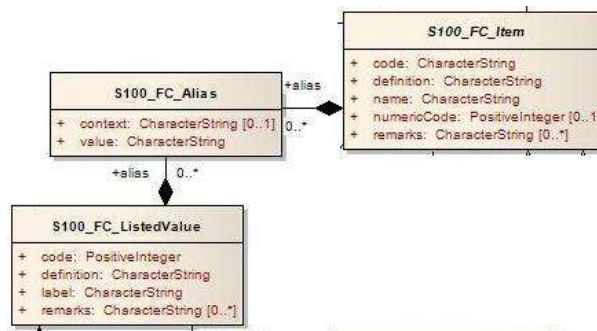 S100_FC_Item
+ code: CharacterString
+ definition: CharacterString
+ name: CharacterString
+ numericCode: PositiveInteger [0..1
+ remarks: CharacterString [0..*]
S100_FC_Alias
+ context: CharacterString [0..1]
+ value: CharacterString
+alias
0..*
+alias 0..*
S100_FC_ListedValue
+ code: PositiveInteger
+ definition: CharacterString
+ label: CharacterString
+ remarks: CharacterString [0..*]